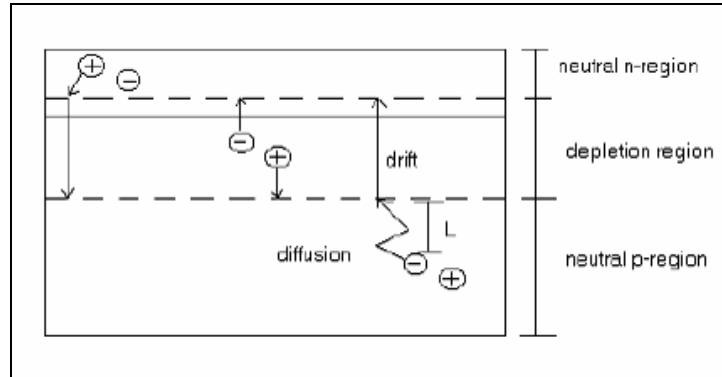 neutral n-region
drift
depletion region
L
diffusion
neutral p-region